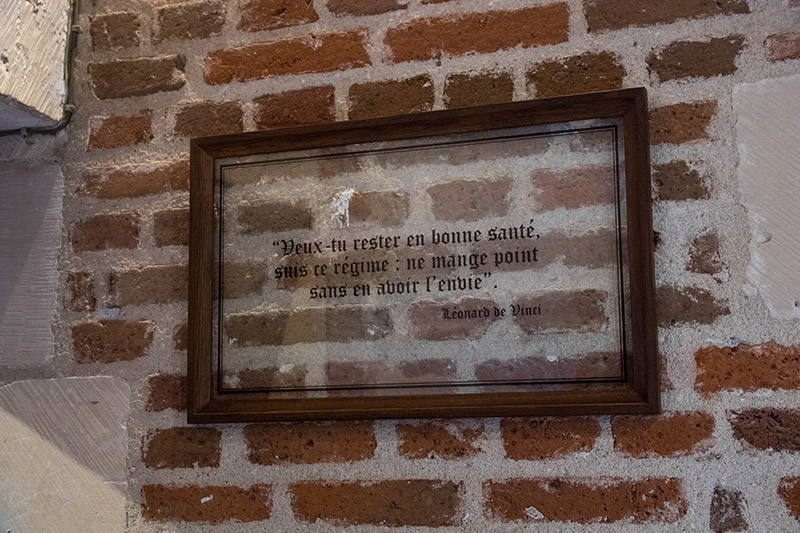 “Veux-tu rester en bonne santé,
suis ce régime : ne mange point
sans en avoir l'envie”.
Léonard de Vinci